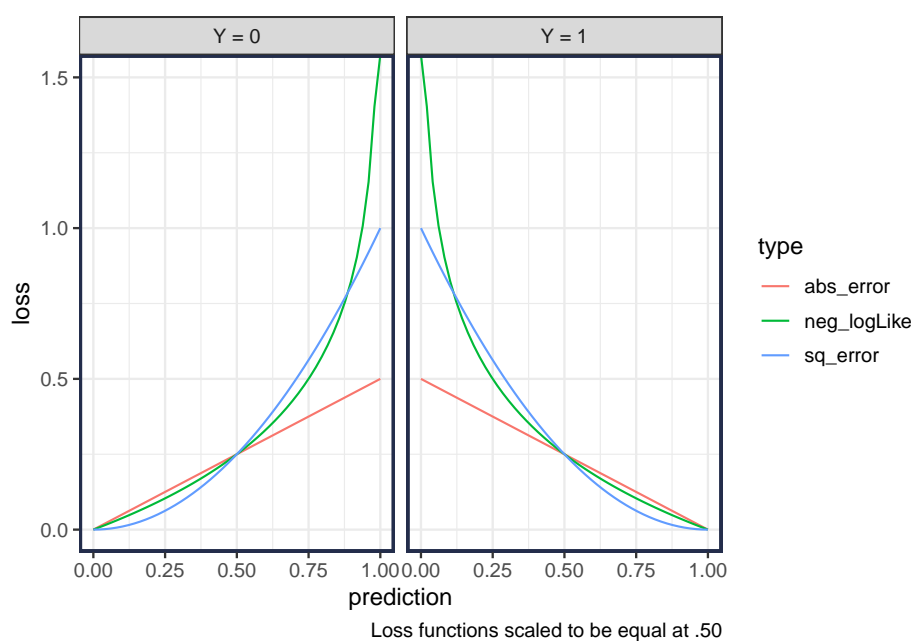 Y = 0
Y = 1
1.5
1.0
0.5
0.0
loss
0.00 0.25 0.50 0.75 1.00
0.00 0.25 0.50 0.75 1.00
prediction
type
abs_error
neg_logLike
sq_error
Loss functions scaled to be equal at .50